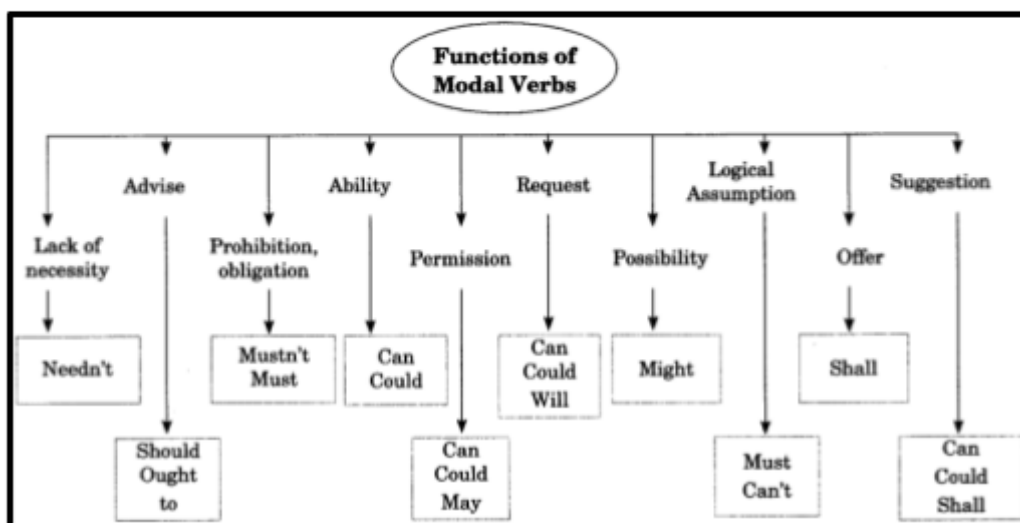 Functions of
Modal Verbs
Lack of
necessity
Needn't
Advise
Should
Ought
to
Prohibition,
obligation
Mustn't
Must
Ability
Can
Could
Permission
Can
Could
May
Request
Can
Could
Will
Possibility
Might
Logical
Assumption
Must
Can't
Offer
Shall
Suggestion
Can
Could
Shall